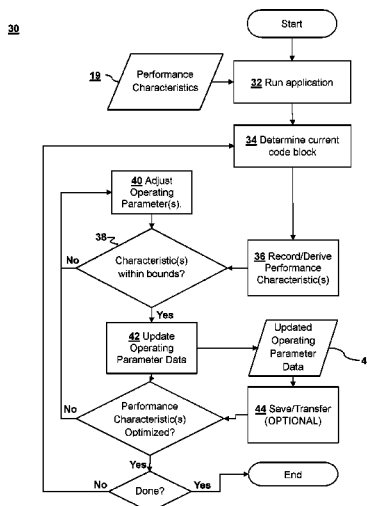 30
Start
19
Performance
Characteristics
32 Run application
34 Determine current
code block
40 Adjust
Operating
Parameter(s).
38
No
Characteristic(s)
within bounds?
36 Record/Derive
Performance
Characteristic(s)
Yes
42 Update
Operating
Parameter Data
Updated
Operating
Parameter
Data
4
No
Performance
Characteristic(s)
Optimized?
44 Save/Transfer
(OPTIONAL)
Yes
No
Done?
Yes
End